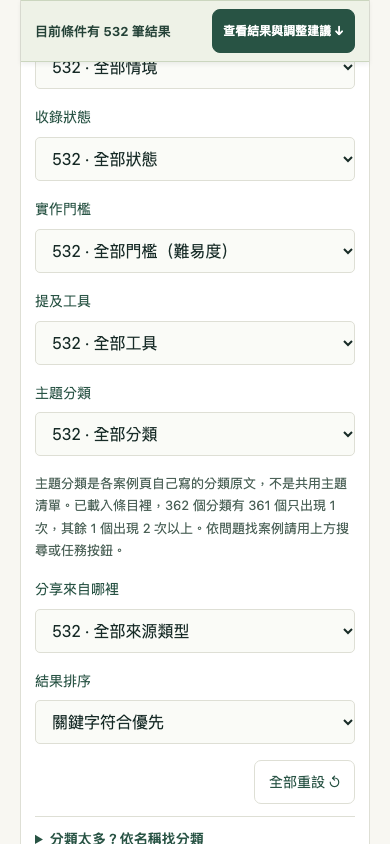 目前條件有 532 筆結果
查看結果與調整建議 ↓
532 · 全部情境
收錄狀態
532 · 全部狀態
實作門檻
532 · 全部門檻（難易度）
提及工具
532 · 全部工具
主題分類
532 · 全部分類
主題分類是各案例頁自己寫的分類原文，不是共用主題
清單。已載入條目裡，362 個分類有 361 個只出現 1
次，其餘 1 個出現 2 次以上。依問題找案例請用上方搜
尋或任務按鈕。
分享來自哪裡
532 · 全部來源類型
結果排序
關鍵字符合優先
全部重設 ↺
▶ 分類太多？依名稱找分類